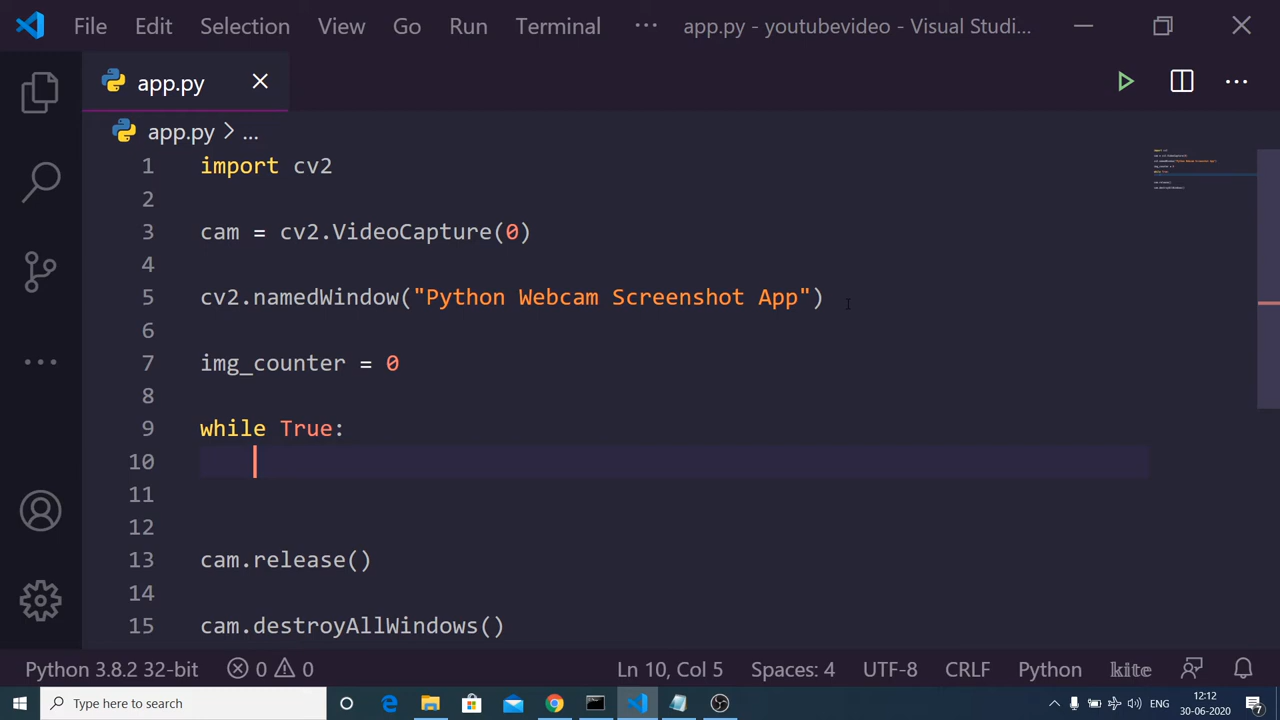 File Edit Selection View Go Run Terminal ··· app.py - youtubevideo - Visual Studi...
app.py
app.py > ...
1 import cv2
2
3 cam = cv2.VideoCapture(0)
4
5 cv2.namedWindow("Python Webcam Screenshot App")
6
7 img_counter = 0
8
9 while True:
10
11
12
13 cam.release()
14
15 cam.destroyAllWindows()
Python 3.8.2 32-bit 0 0 Ln 10, Col 5 Spaces: 4 UTF-8 CRLF Python kite
Type here to search ENG 12:12
30-06-2020 7